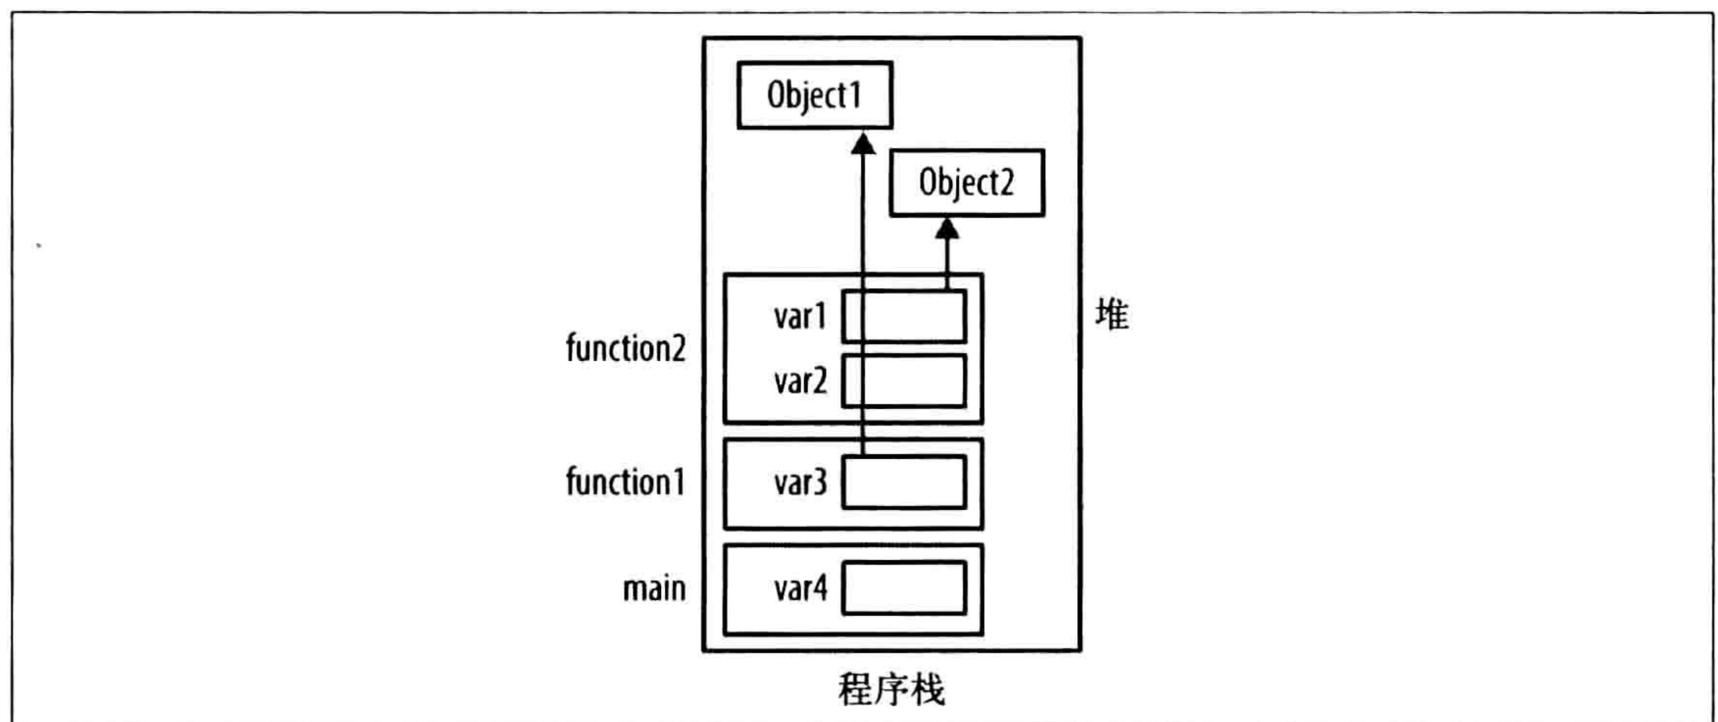 Object1
Object2
var1
堆
function2
var2
function1
var3
main
var4
程序栈